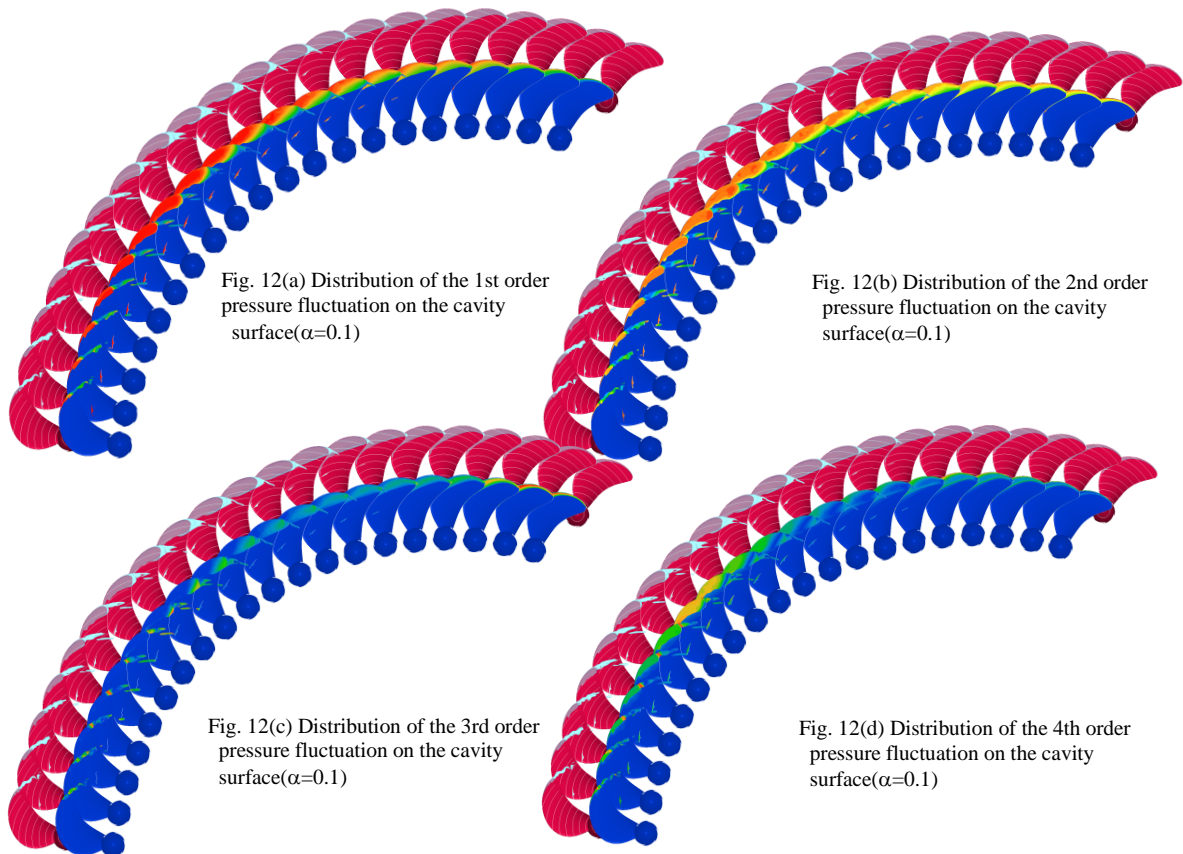 Fig. 12(a) Distribution of the 1st order
pressure fluctuation on the cavity
surface(α=0.1)
Fig. 12(b) Distribution of the 2nd order
pressure fluctuation on the cavity
surface(α=0.1)
Fig. 12(c) Distribution of the 3rd order
pressure fluctuation on the cavity
surface(α=0.1)
Fig. 12(d) Distribution of the 4th order
pressure fluctuation on the cavity
surface(α=0.1)